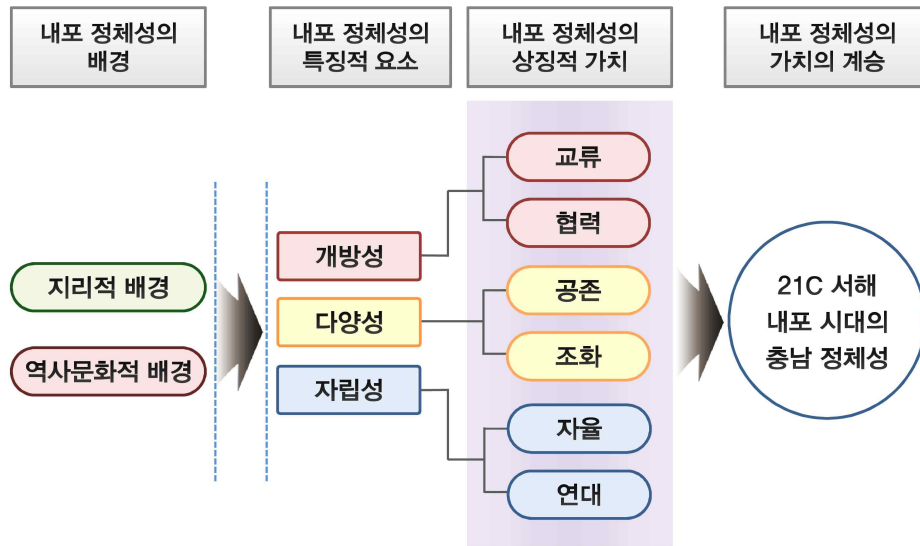 내포 정체성의
배경
내포 정체성의
특징적 요소
내포 정체성의
상징적 가치
내포 정체성의
가치의 계승
지리적 배경
역사문화적 배경
개방성
다양성
자립성
교류
협력
공존
조화
자율
연대
21C 서해
내포 시대의
충남 정체성